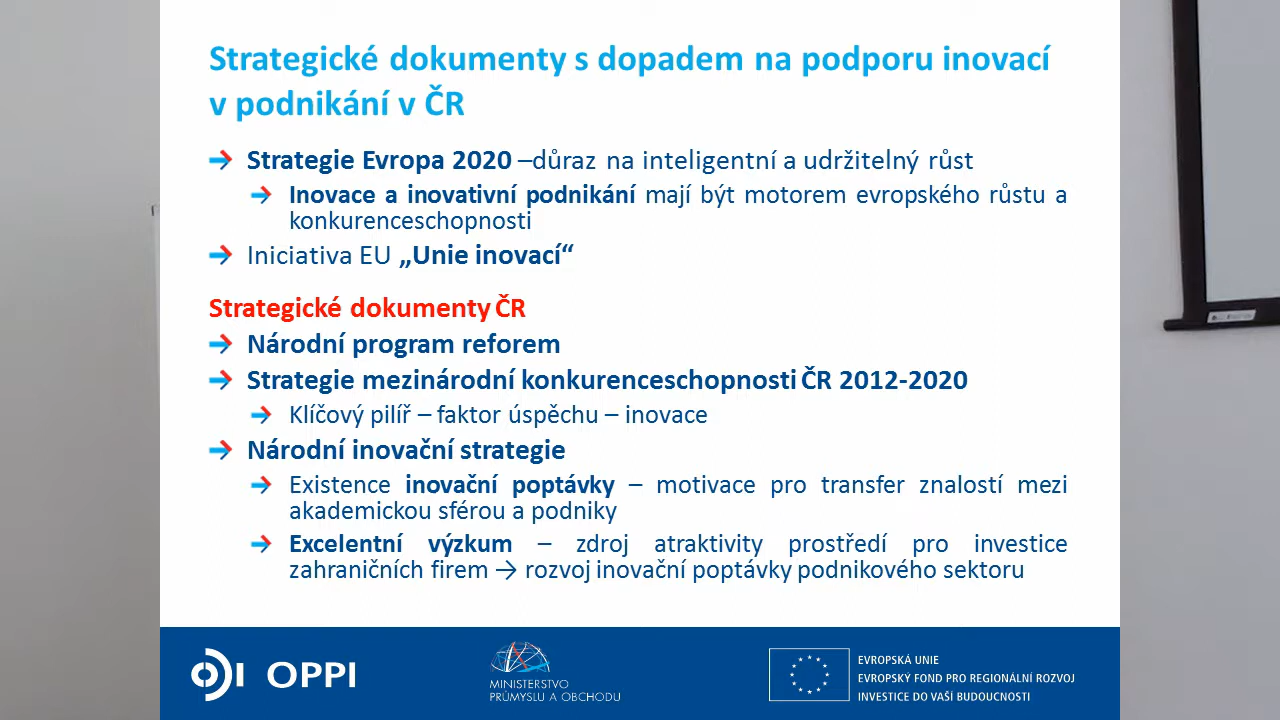 Strategické dokumenty s dopadem na podporu inovací
v podnikání v ČR
Strategie Evropa 2020 –důraz na inteligentní a udržitelný růst
Inovace a inovativní podnikání mají být motorem evropského růstu a
konkurenceschopnosti
Iniciativa EU „Unie inovací“
Strategické dokumenty ČR
Národní program reforem
Strategie mezinárodní konkurenceschopnosti ČR 2012-2020
Klíčový pilíř – faktor úspěchu – inovace
Národní inovační strategie
Existence inovační poptávky – motivace pro transfer znalostí mezi
akademickou sférou a podniky
Excelentní výzkum – zdroj atraktivity prostředí pro investice
zahraničních firem → rozvoj inovační poptávky podnikového sektoru
OPPI
MINISTERSTVO
PRŮMYSLU A OBCHODU
EVROPSKÁ UNIE
EVROPSKÝ FOND PRO REGIONÁLNÍ ROZVOJ
INVESTICE DO VAŠÍ BUDOUCNOSTI